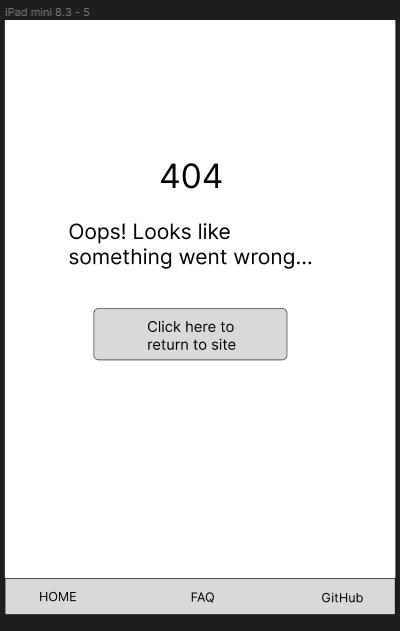 iPad mini 8.3 - 5
404
Oops! Looks like
something went wrong...
Click here to
return to site
HOME FAQ GitHub